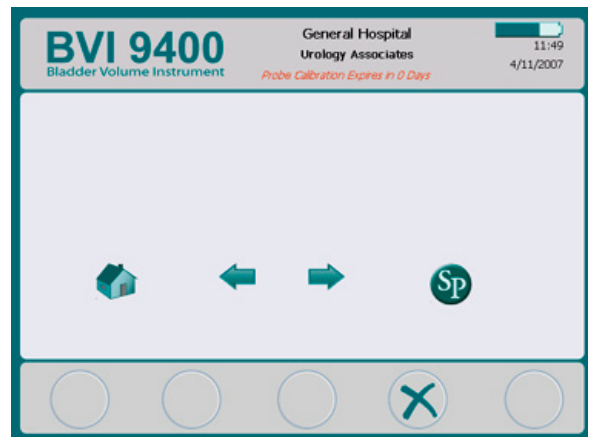 BVI 9400
Bladder Volume Instrument
General Hospital
Urology Associates
Probe Calibration Expires in 0 Days
11:49
4/11/2007
SP